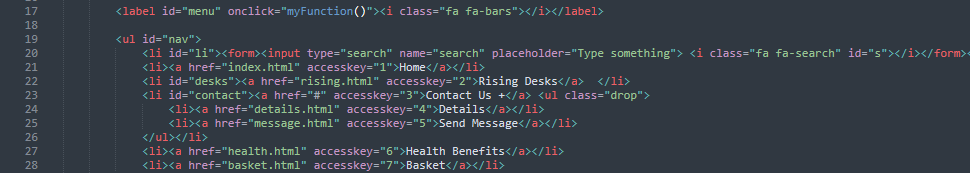 17 <label id="menu" onclick="myFunction()"><i class="fa fa-bars"></i></label>
18
19 <ul id="nav">
20 <li id="li"><form><input type="search" name="search" placeholder="Type something"> <i class="fa fa-search" id="s"></i></form>
21 <li><a href="index.html" accesskey="1">Home</a></li>
22 <li id="desks"><a href="rising.html" accesskey="2">Rising Desks</a>  </li>
23 <li id="contact"><a href="#" accesskey="3">Contact Us +</a> <ul class="drop">
24 <li><a href="details.html" accesskey="4">Details</a></li>
25 <li><a href="message.html" accesskey="5">Send Message</a></li>
26 </ul></li>
27 <li><a href="health.html" accesskey="6">Health Benefits</a></li>
28 <li><a href="basket.html" accesskey="7">Basket</a></li>